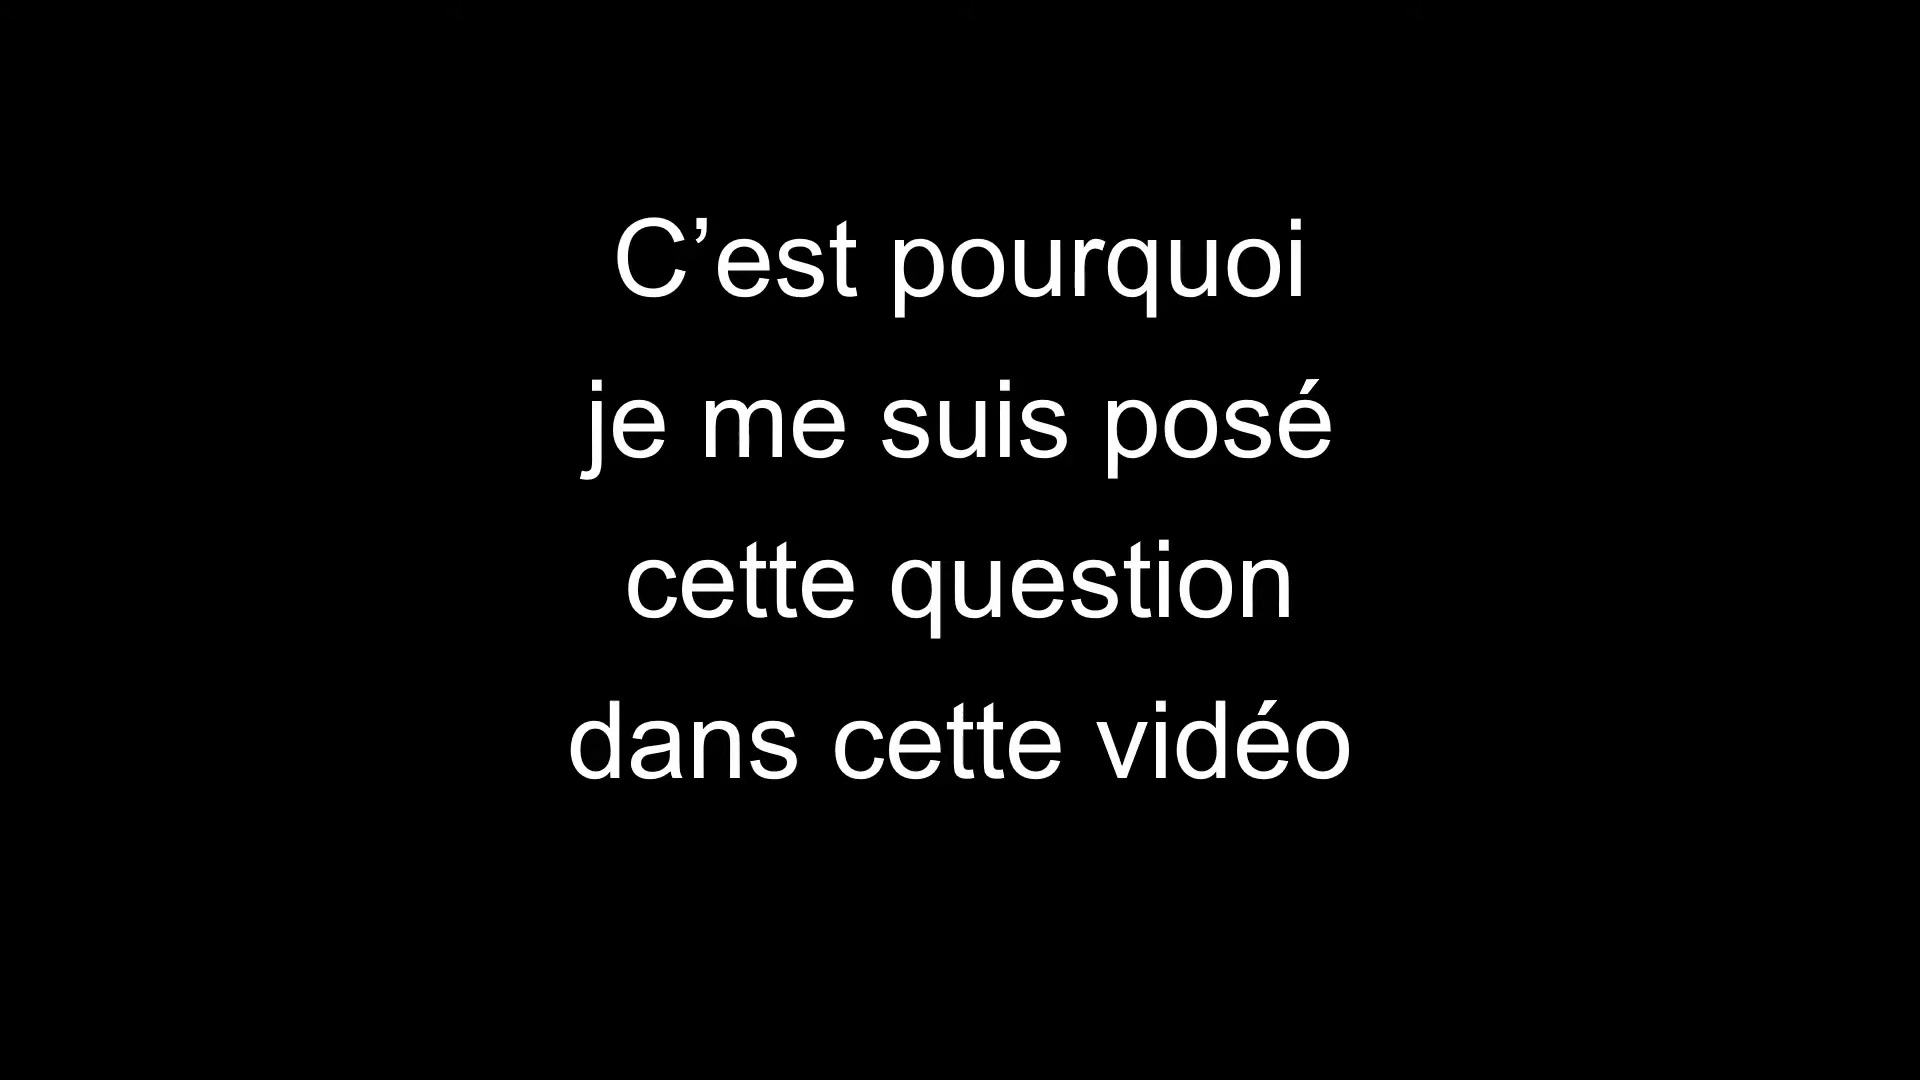 C’est pourquoi
je me suis posé
cette question
dans cette vidéo